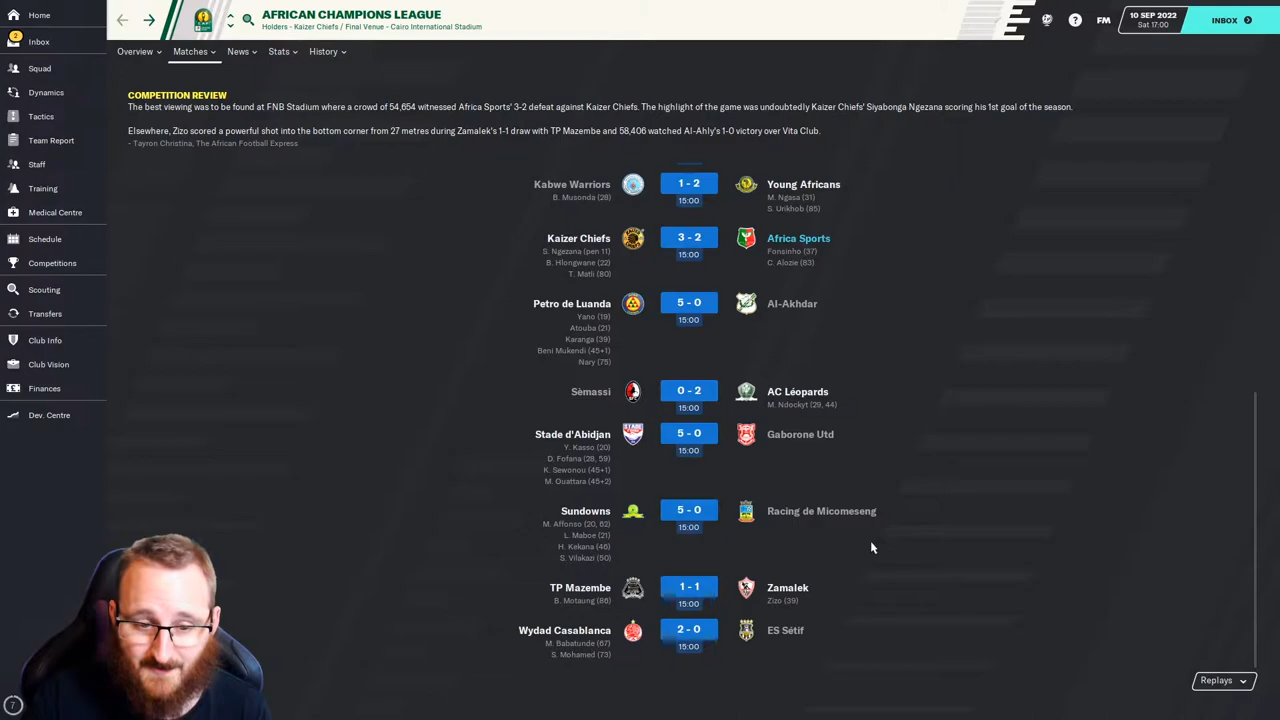 Home
AFRICAN CHAMPIONS LEAGUE
Holders - Kaizer Chiefs / Final Venue - Cairo International Stadium
FM
10 SEP 2022
Sat 17:00
INBOX
2
Inbox
Overview
Matches
News
Stats
History
Squad
Dynamics
Tactics
Team Report
Staff
Training
Medical Centre
Schedule
Competitions
Scouting
Transfers
Club Info
Club Vision
Finances
Dev. Centre
COMPETITION REVIEW
The best viewing was to be found at FNB Stadium where a crowd of 54,654 witnessed Africa Sports' 3-2 defeat against Kaizer Chiefs. The highlight of the game was undoubtedly Kaizer Chiefs' Siyabonga Ngezana scoring his 1st goal of the season.
Elsewhere, Zizo scored a powerful shot into the bottom corner from 27 metres during Zamalek's 1-1 draw with TP Mazembe and 58,406 watched Al-Ahly's 1-0 victory over Vita Club.
- Tayron Christina, The African Football Express
Kabwe Warriors 1 - 2 Young Africans
B. Musonda (28) 15:00 M. Ngasa (31)
S. Urikhob (85)
Kaizer Chiefs 3 - 2 Africa Sports
S. Ngezana (pen 11) 15:00 Fonsinho (37)
B. Hlongwane (22) C. Alozie (83)
T. Matli (80)
Petro de Luanda 5 - 0 Al-Akhdar
Yano (19) 15:00
Atouba (21)
Karanga (39)
Beni Mukendi (45+1)
Nary (75)
Sèmassi 0 - 2 AC Léopards
15:00 M. Ndockyt (29, 44)
Stade d'Abidjan 5 - 0 Gaborone Utd
Y. Kasso (20) 15:00
D. Fofana (28, 59)
K. Sewonou (45+1)
M. Ouattara (45+2)
Sundowns 5 - 0 Racing de Micomeseng
M. Affonso (20, 62) 15:00
L. Maboe (21)
H. Kekana (46)
S. Vilakazi (50)
TP Mazembe 1 - 1 Zamalek
B. Motaung (86) 15:00 Zizo (39)
Wydad Casablanca 2 - 0 ES Sétif
M. Babatunde (67) 15:00
S. Mohamed (73)
Replays
7